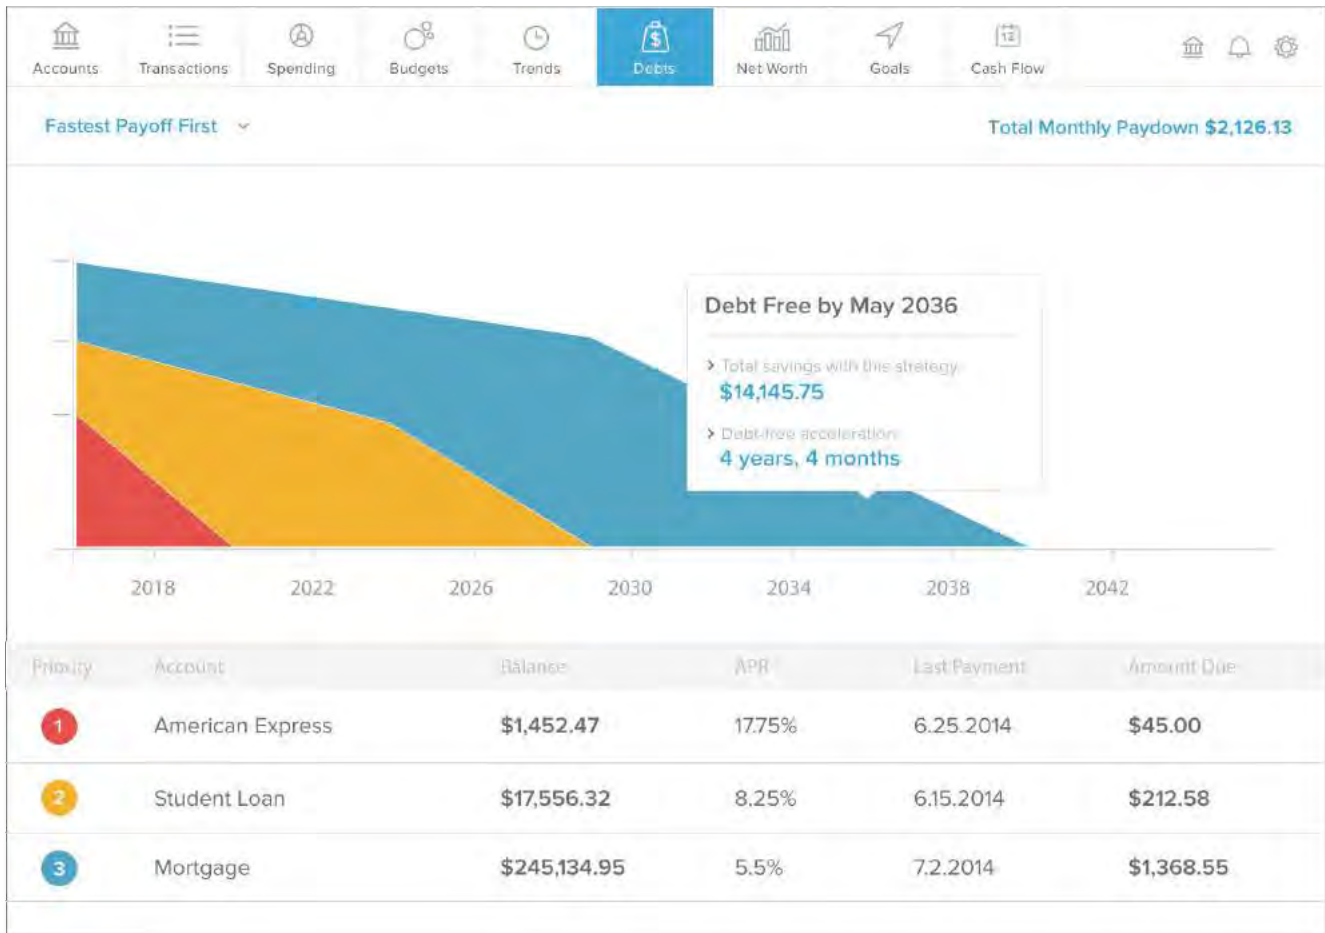 Accounts Transactions Spending Budgets Trends Debts Net Worth Goals Cash Flow
Fastest Payoff First Total Monthly Paydown $2,126.13
Debt Free by May 2036
Total savings with this strategy:
$14,145.75
Debt-free acceleration:
4 years, 4 months
2018 2022 2026 2030 2034 2038 2042
Priority Account Balance APR Last Payment Amount Due
1 American Express $1,452.47 17.75% 6.25.2014 $45.00
2 Student Loan $17,556.32 8.25% 6.15.2014 $212.58
3 Mortgage $245,134.95 5.5% 7.2.2014 $1,368.55